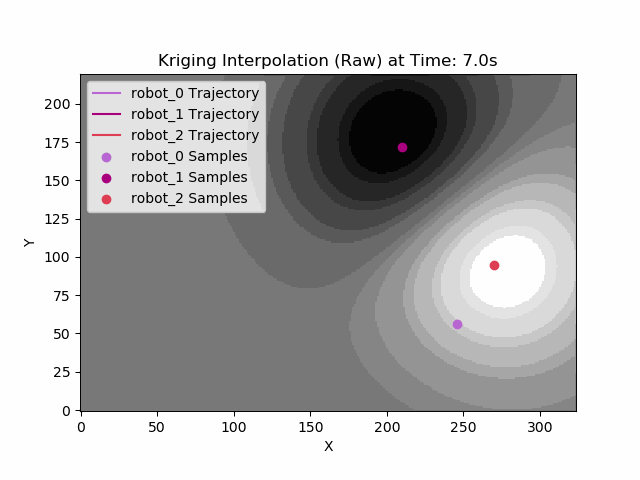 Kriging Interpolation (Raw) at Time: 7.0s
robot_0 Trajectory
robot_1 Trajectory
robot_2 Trajectory
robot_0 Samples
robot_1 Samples
robot_2 Samples
200
175
150
125
100
75
50
25
0
Y
0 50 100 150 200 250 300
X